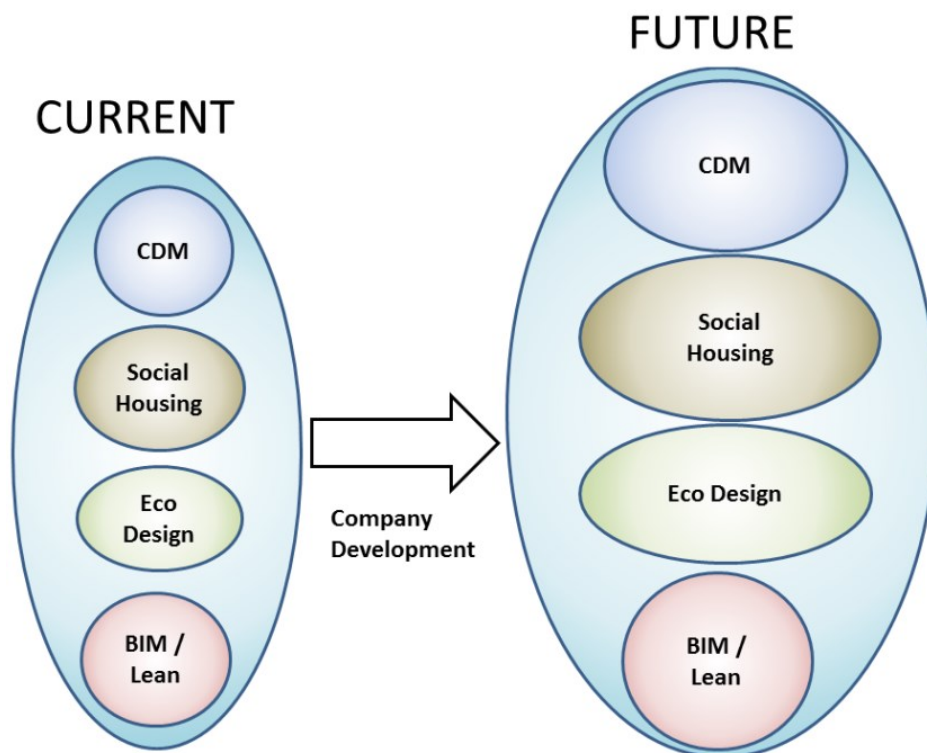 CURRENT
CDM
Social
Housing
Eco
Design
BIM /
Lean
Company
Development
FUTURE
CDM
Social
Housing
Eco Design
BIM /
Lean